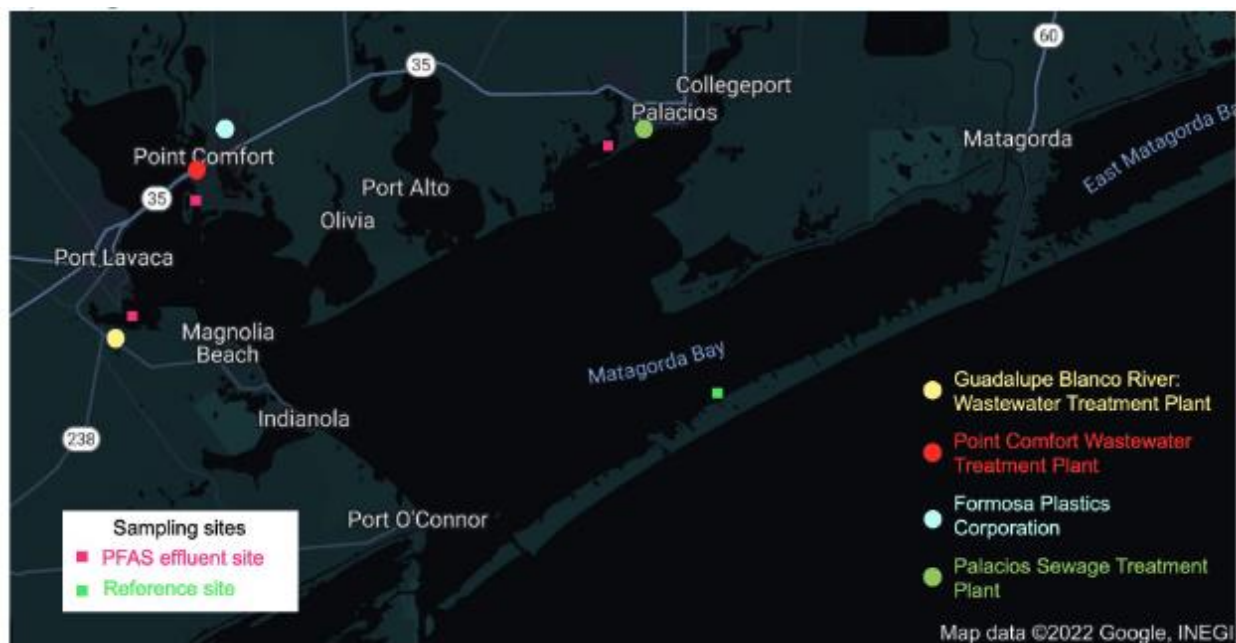 35
60
Collegeport
Palacios
Point Comfort
Matagorda
East Matagorda Ba
Port Alto
35
Olivia
Port Lavaca
Magnolia
Beach
Matagorda Bay
Indianola
238
Port O'Connor
Guadalupe Blanco River:
Wastewater Treatment Plant
Point Comfort Wastewater
Treatment Plant
Formosa Plastics
Corporation
Palacios Sewage Treatment
Plant
Sampling sites
PFAS effluent site
Reference site
Map data ©2022 Google, INEGI